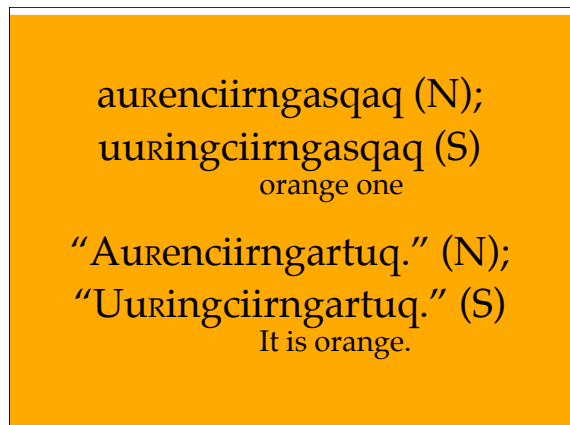 auʀenciirngasqaq (N);
uuʀingciirngasqaq (S)
orange one
“Auʀenciirngartuq.” (N);
“Uuʀingciirngartuq.” (S)
It is orange.